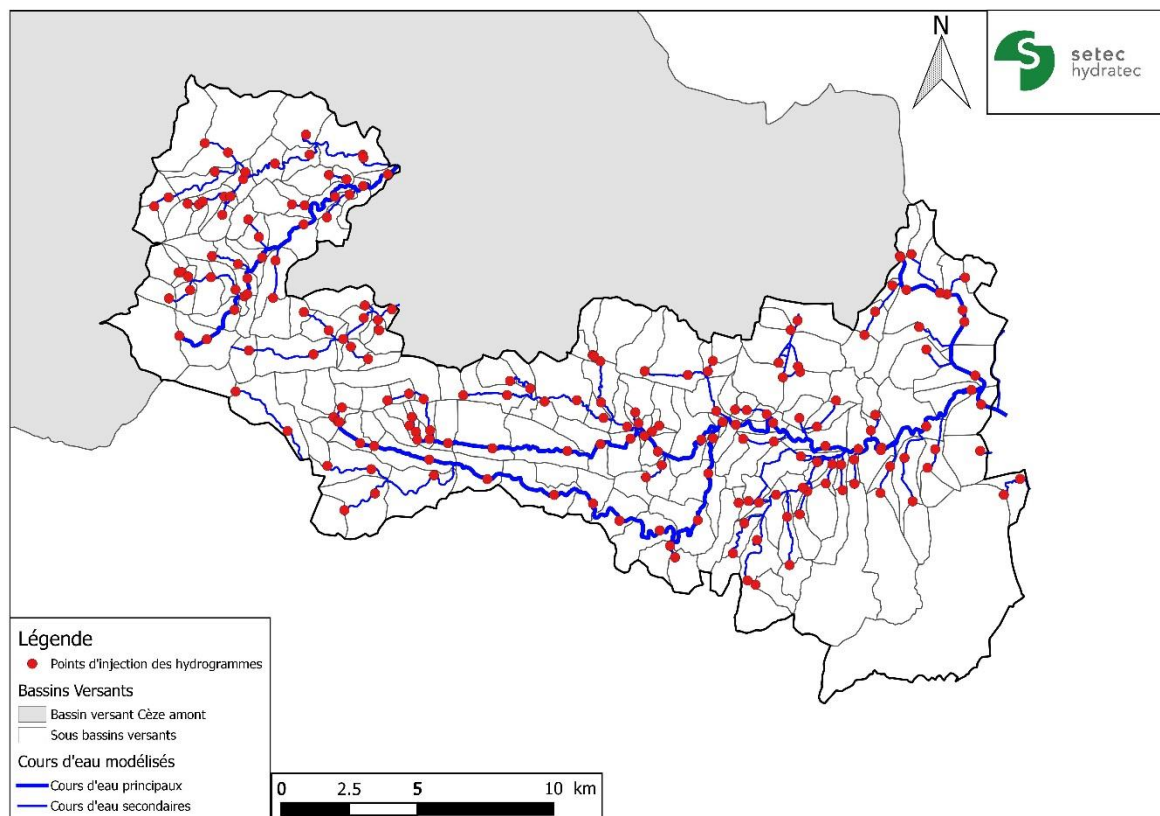 N
setec
hydratec
Légende
Points d'injection des hydrogrammes
Bassins Versants
Bassin versant Cèze amont
Sous bassins versants
Cours d'eau modélisés
Cours d'eau principaux
Cours d'eau secondaires
0 2.5 5 10 km